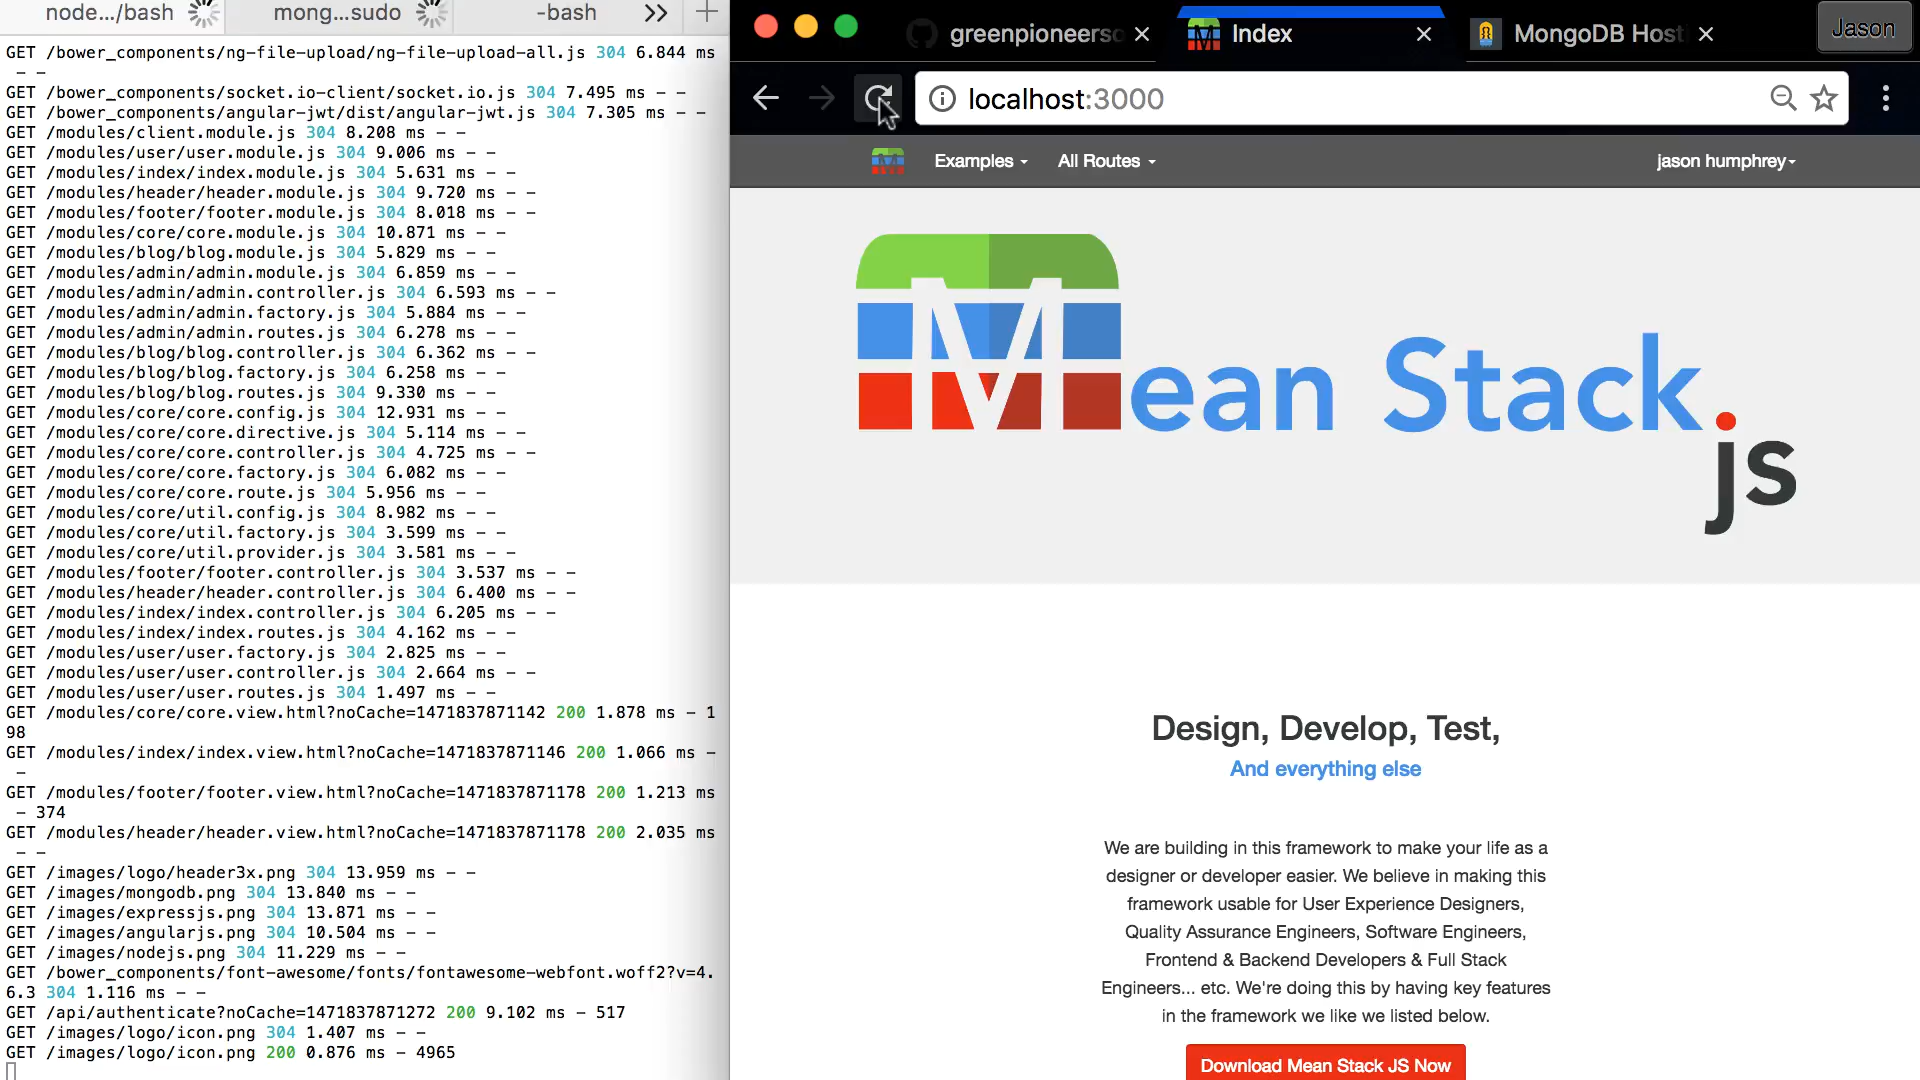 node.../bash
mong...sudo
-bash
GET /bower_components/ng-file-upload/ng-file-upload-all.js 304 6.844 ms
- -
GET /bower_components/socket.io-client/socket.io.js 304 7.495 ms - -
GET /bower_components/angular-jwt/dist/angular-jwt.js 304 7.305 ms - -
GET /modules/client.module.js 304 8.208 ms - -
GET /modules/user/user.module.js 304 9.006 ms - -
GET /modules/index/index.module.js 304 5.631 ms - -
GET /modules/header/header.module.js 304 9.720 ms - -
GET /modules/footer/footer.module.js 304 8.018 ms - -
GET /modules/core/core.module.js 304 10.871 ms - -
GET /modules/blog/blog.module.js 304 5.829 ms - -
GET /modules/admin/admin.module.js 304 6.859 ms - -
GET /modules/admin/admin.controller.js 304 6.593 ms - -
GET /modules/admin/admin.factory.js 304 5.884 ms - -
GET /modules/admin/admin.routes.js 304 6.278 ms - -
GET /modules/blog/blog.controller.js 304 6.362 ms - -
GET /modules/blog/blog.factory.js 304 6.258 ms - -
GET /modules/blog/blog.routes.js 304 9.330 ms - -
GET /modules/core/core.config.js 304 12.931 ms - -
GET /modules/core/core.directive.js 304 5.114 ms - -
GET /modules/core/core.controller.js 304 4.725 ms - -
GET /modules/core/core.factory.js 304 6.082 ms - -
GET /modules/core/core.route.js 304 5.956 ms - -
GET /modules/core/util.config.js 304 8.982 ms - -
GET /modules/core/util.factory.js 304 3.599 ms - -
GET /modules/core/util.provider.js 304 3.581 ms - -
GET /modules/footer/footer.controller.js 304 3.537 ms - -
GET /modules/header/header.controller.js 304 6.400 ms - -
GET /modules/index/index.controller.js 304 6.205 ms - -
GET /modules/index/index.routes.js 304 4.162 ms - -
GET /modules/user/user.factory.js 304 2.825 ms - -
GET /modules/user/user.controller.js 304 2.664 ms - -
GET /modules/user/user.routes.js 304 1.497 ms - -
GET /modules/core/core.view.html?noCache=1471837871142 200 1.878 ms - 1
98
GET /modules/index/index.view.html?noCache=1471837871146 200 1.066 ms -
-
GET /modules/footer/footer.view.html?noCache=1471837871178 200 1.213 ms
- 374
GET /modules/header/header.view.html?noCache=1471837871178 200 2.035 ms
- -
GET /images/logo/header3x.png 304 13.959 ms - -
GET /images/mongodb.png 304 13.840 ms - -
GET /images/expressjs.png 304 13.871 ms - -
GET /images/angularjs.png 304 10.504 ms - -
GET /images/nodejs.png 304 11.229 ms - -
GET /bower_components/font-awesome/fonts/fontawesome-webfont.woff2?v=4.
6.3 304 1.116 ms - -
GET /api/authenticate?noCache=1471837871272 200 9.102 ms - 517
GET /images/logo/icon.png 304 1.407 ms - -
GET /images/logo/icon.png 200 0.876 ms - 4965
greenpioneersc
Index
MongoDB Host
Jason
localhost:3000
Examples
All Routes
jason humphrey
Mean Stack.js
Design, Develop, Test,
And everything else
We are building in this framework to make your life as a
designer or developer easier. We believe in making this
framework usable for User Experience Designers,
Quality Assurance Engineers, Software Engineers,
Frontend & Backend Developers & Full Stack
Engineers... etc. We're doing this by having key features
in the framework we like we listed below.
Download Mean Stack JS Now